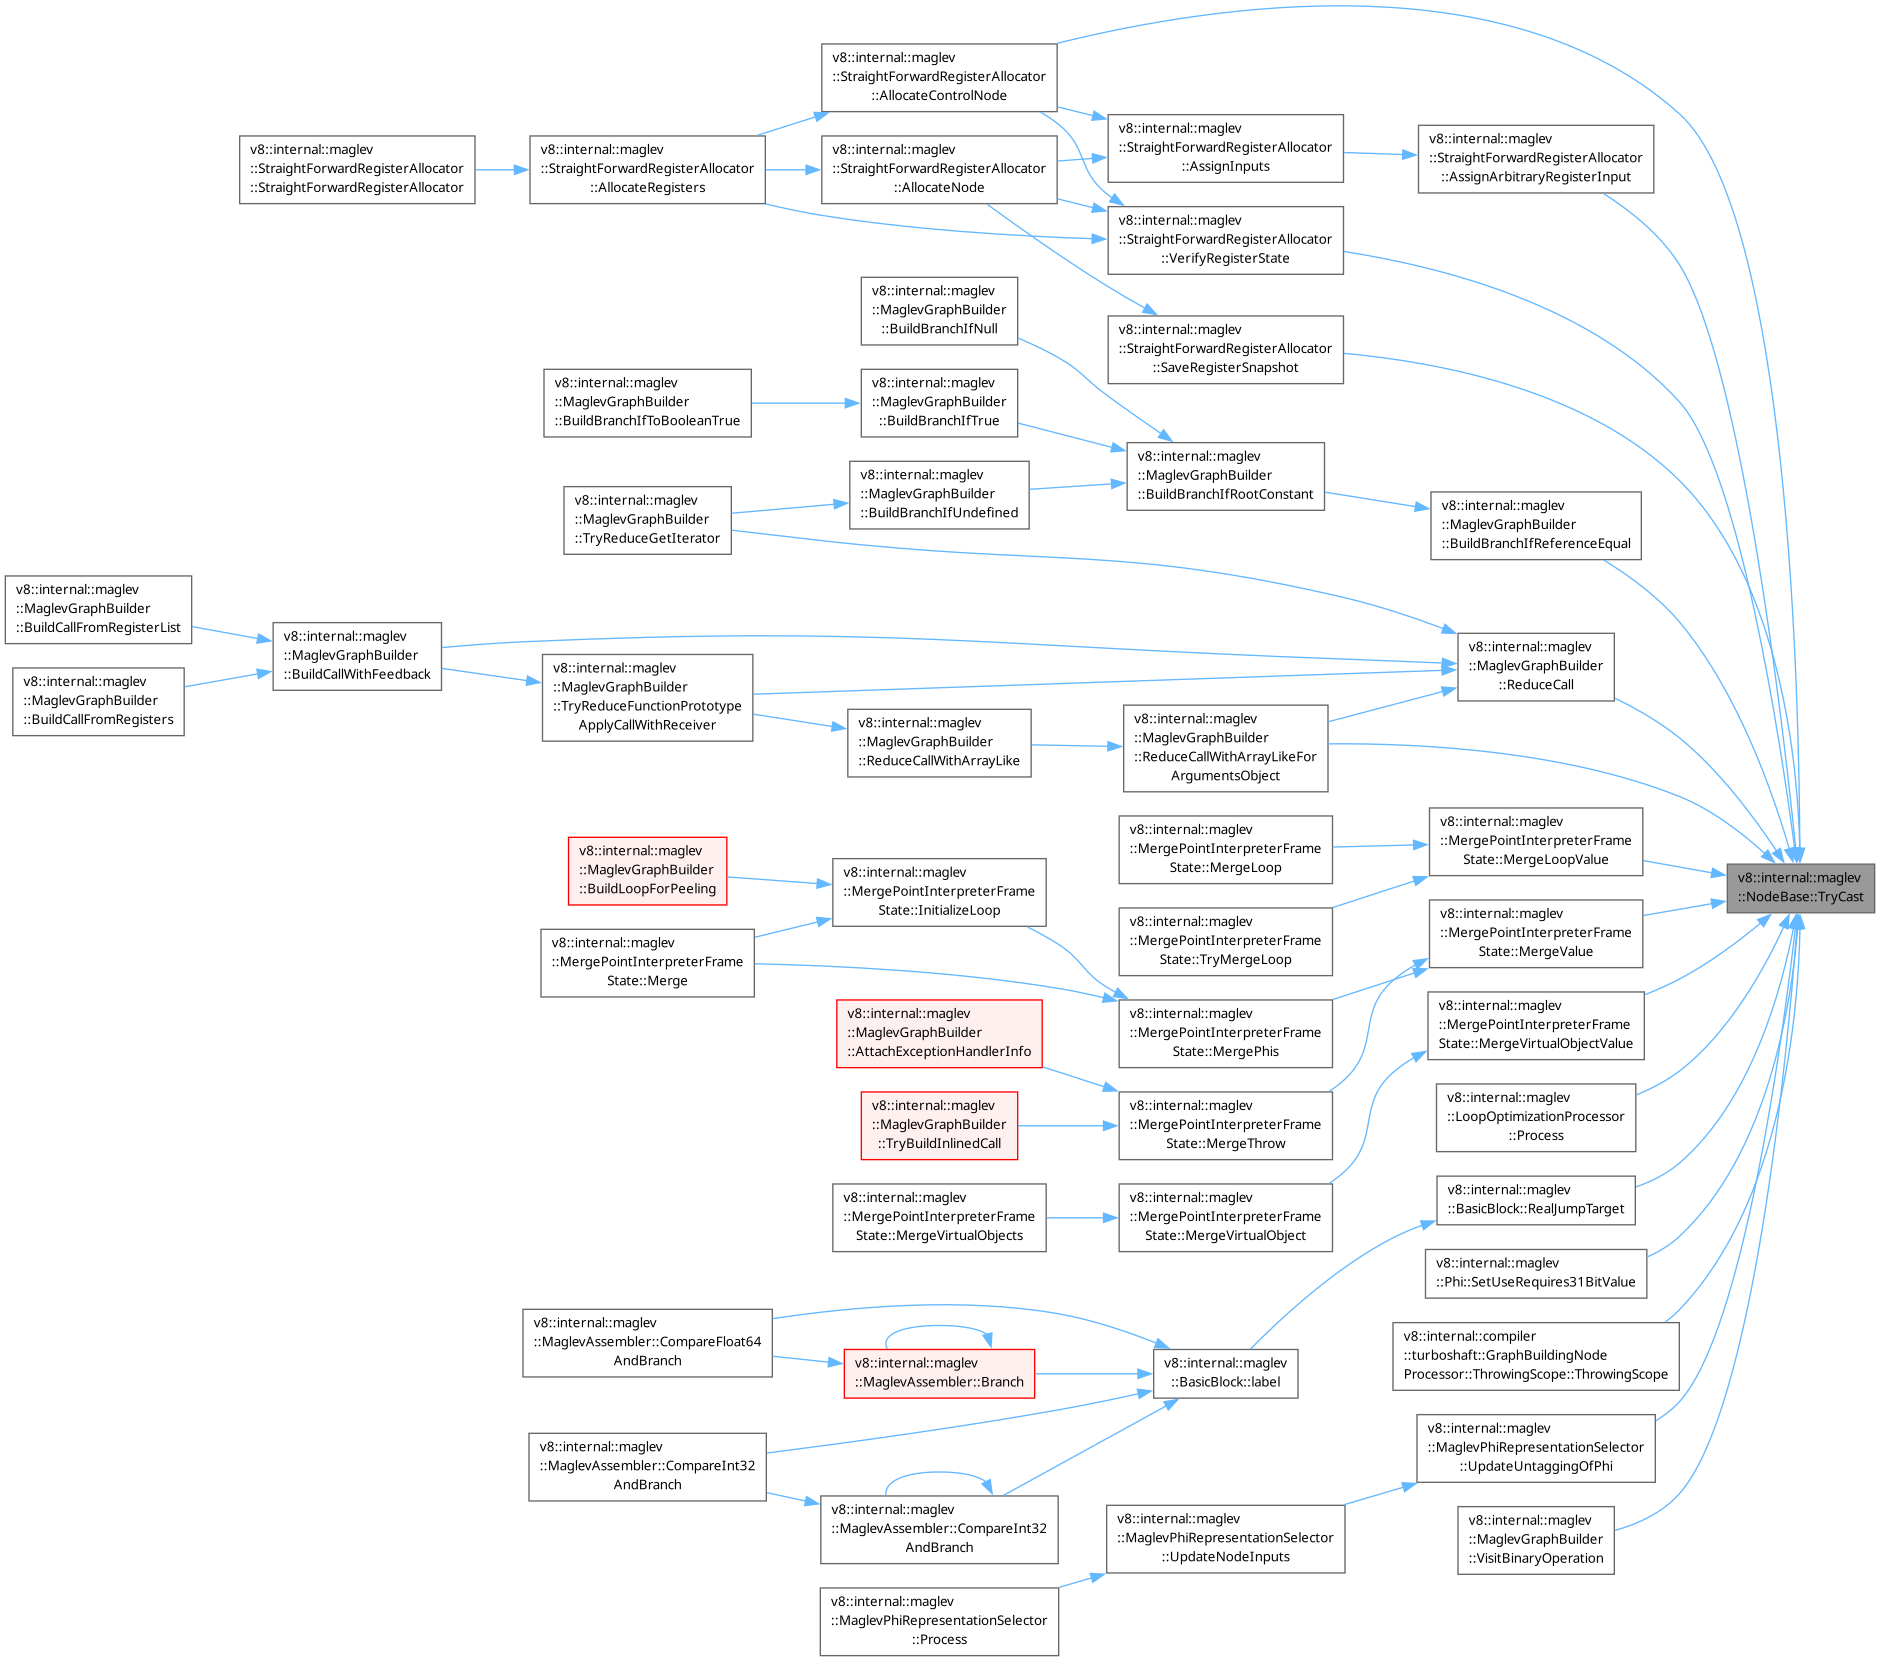 v8::internal::maglev
::StraightForwardRegisterAllocator
::AllocateControlNode
v8::internal::maglev
::StraightForwardRegisterAllocator
::StraightForwardRegisterAllocator
v8::internal::maglev
::StraightForwardRegisterAllocator
::AllocateRegisters
v8::internal::maglev
::StraightForwardRegisterAllocator
::AllocateNode
v8::internal::maglev
::StraightForwardRegisterAllocator
::AssignInputs
v8::internal::maglev
::StraightForwardRegisterAllocator
::AssignArbitraryRegisterInput
v8::internal::maglev
::StraightForwardRegisterAllocator
::VerifyRegisterState
v8::internal::maglev
::MaglevGraphBuilder
::BuildBranchIfNull
v8::internal::maglev
::StraightForwardRegisterAllocator
::SaveRegisterSnapshot
v8::internal::maglev
::MaglevGraphBuilder
::BuildBranchIfToBooleanTrue
v8::internal::maglev
::MaglevGraphBuilder
::BuildBranchIfTrue
v8::internal::maglev
::MaglevGraphBuilder
::BuildBranchIfRootConstant
v8::internal::maglev
::MaglevGraphBuilder
::BuildBranchIfUndefined
v8::internal::maglev
::MaglevGraphBuilder
::TryReduceGetIterator
v8::internal::maglev
::MaglevGraphBuilder
::BuildBranchIfReferenceEqual
v8::internal::maglev
::MaglevGraphBuilder
::BuildCallFromRegisterList
v8::internal::maglev
::MaglevGraphBuilder
::BuildCallWithFeedback
v8::internal::maglev
::MaglevGraphBuilder
::BuildCallFromRegisters
v8::internal::maglev
::MaglevGraphBuilder
::TryReduceFunctionPrototype
ApplyCallWithReceiver
v8::internal::maglev
::MaglevGraphBuilder
::ReduceCall
v8::internal::maglev
::MaglevGraphBuilder
::ReduceCallWithArrayLike
v8::internal::maglev
::MaglevGraphBuilder
::ReduceCallWithArrayLikeFor
ArgumentsObject
v8::internal::maglev
::MaglevGraphBuilder
::BuildLoopForPeeling
v8::internal::maglev
::MergePointInterpreterFrame
State::InitializeLoop
v8::internal::maglev
::MergePointInterpreterFrame
State::MergeLoop
v8::internal::maglev
::MergePointInterpreterFrame
State::MergeLoopValue
v8::internal::maglev
::NodeBase::TryCast
v8::internal::maglev
::MergePointInterpreterFrame
State::Merge
v8::internal::maglev
::MergePointInterpreterFrame
State::TryMergeLoop
v8::internal::maglev
::MergePointInterpreterFrame
State::MergeValue
v8::internal::maglev
::MaglevGraphBuilder
::AttachExceptionHandlerInfo
v8::internal::maglev
::MergePointInterpreterFrame
State::MergePhis
v8::internal::maglev
::MergePointInterpreterFrame
State::MergeVirtualObjectValue
v8::internal::maglev
::MaglevGraphBuilder
::TryBuildInlinedCall
v8::internal::maglev
::MergePointInterpreterFrame
State::MergeThrow
v8::internal::maglev
::LoopOptimizationProcessor
::Process
v8::internal::maglev
::MergePointInterpreterFrame
State::MergeVirtualObjects
v8::internal::maglev
::MergePointInterpreterFrame
State::MergeVirtualObject
v8::internal::maglev
::BasicBlock::RealJumpTarget
v8::internal::maglev
::Phi::SetUseRequires31BitValue
v8::internal::maglev
::MaglevAssembler::CompareFloat64
AndBranch
v8::internal::maglev
::MaglevAssembler::Branch
v8::internal::maglev
::BasicBlock::label
v8::internal::compiler
::turboshaft::GraphBuildingNode
Processor::ThrowingScope::ThrowingScope
v8::internal::maglev
::MaglevAssembler::CompareInt32
AndBranch
v8::internal::maglev
::MaglevPhiRepresentationSelector
::UpdateUntaggingOfPhi
v8::internal::maglev
::MaglevAssembler::CompareInt32
AndBranch
v8::internal::maglev
::MaglevPhiRepresentationSelector
::UpdateNodeInputs
v8::internal::maglev
::MaglevGraphBuilder
::VisitBinaryOperation
v8::internal::maglev
::MaglevPhiRepresentationSelector
::Process